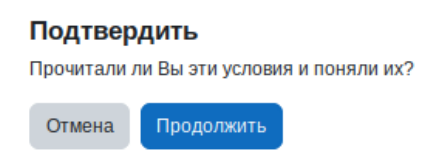 Подтвердить
Прочитали ли Вы эти условия и поняли их?
Отмена
Продолжить